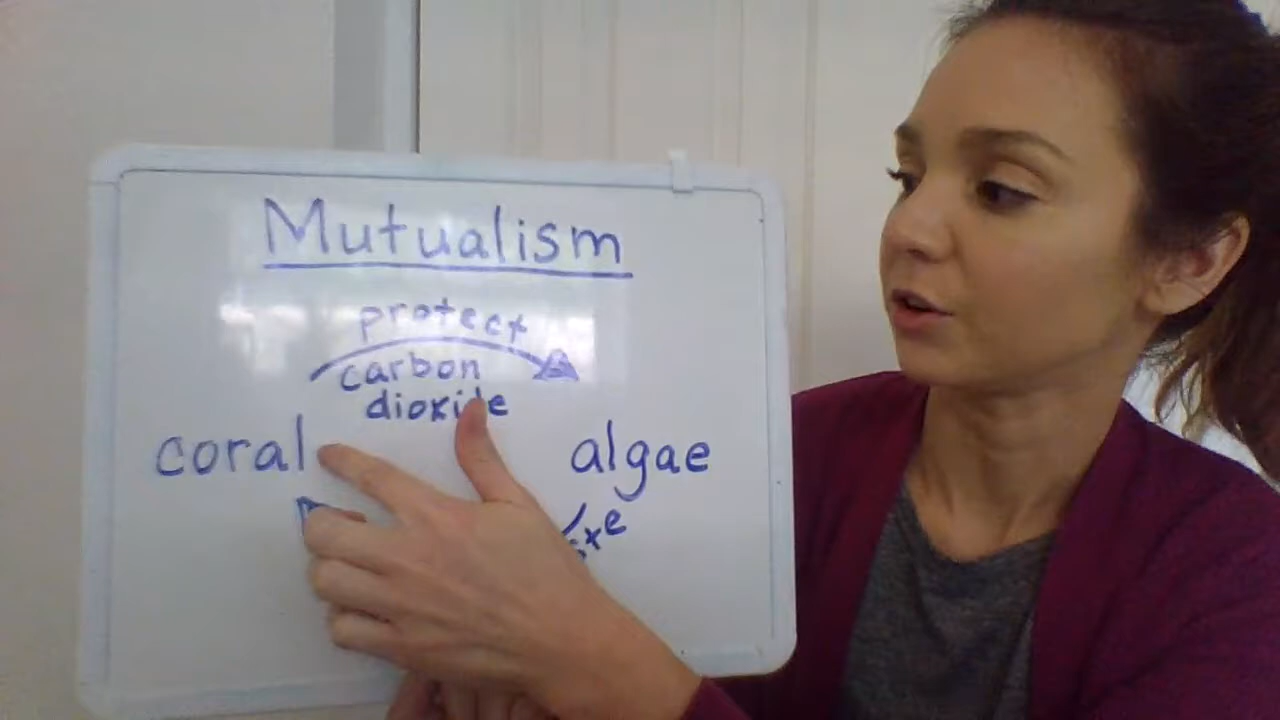 Mutualism
protect
carbon
dioxide
coral algae